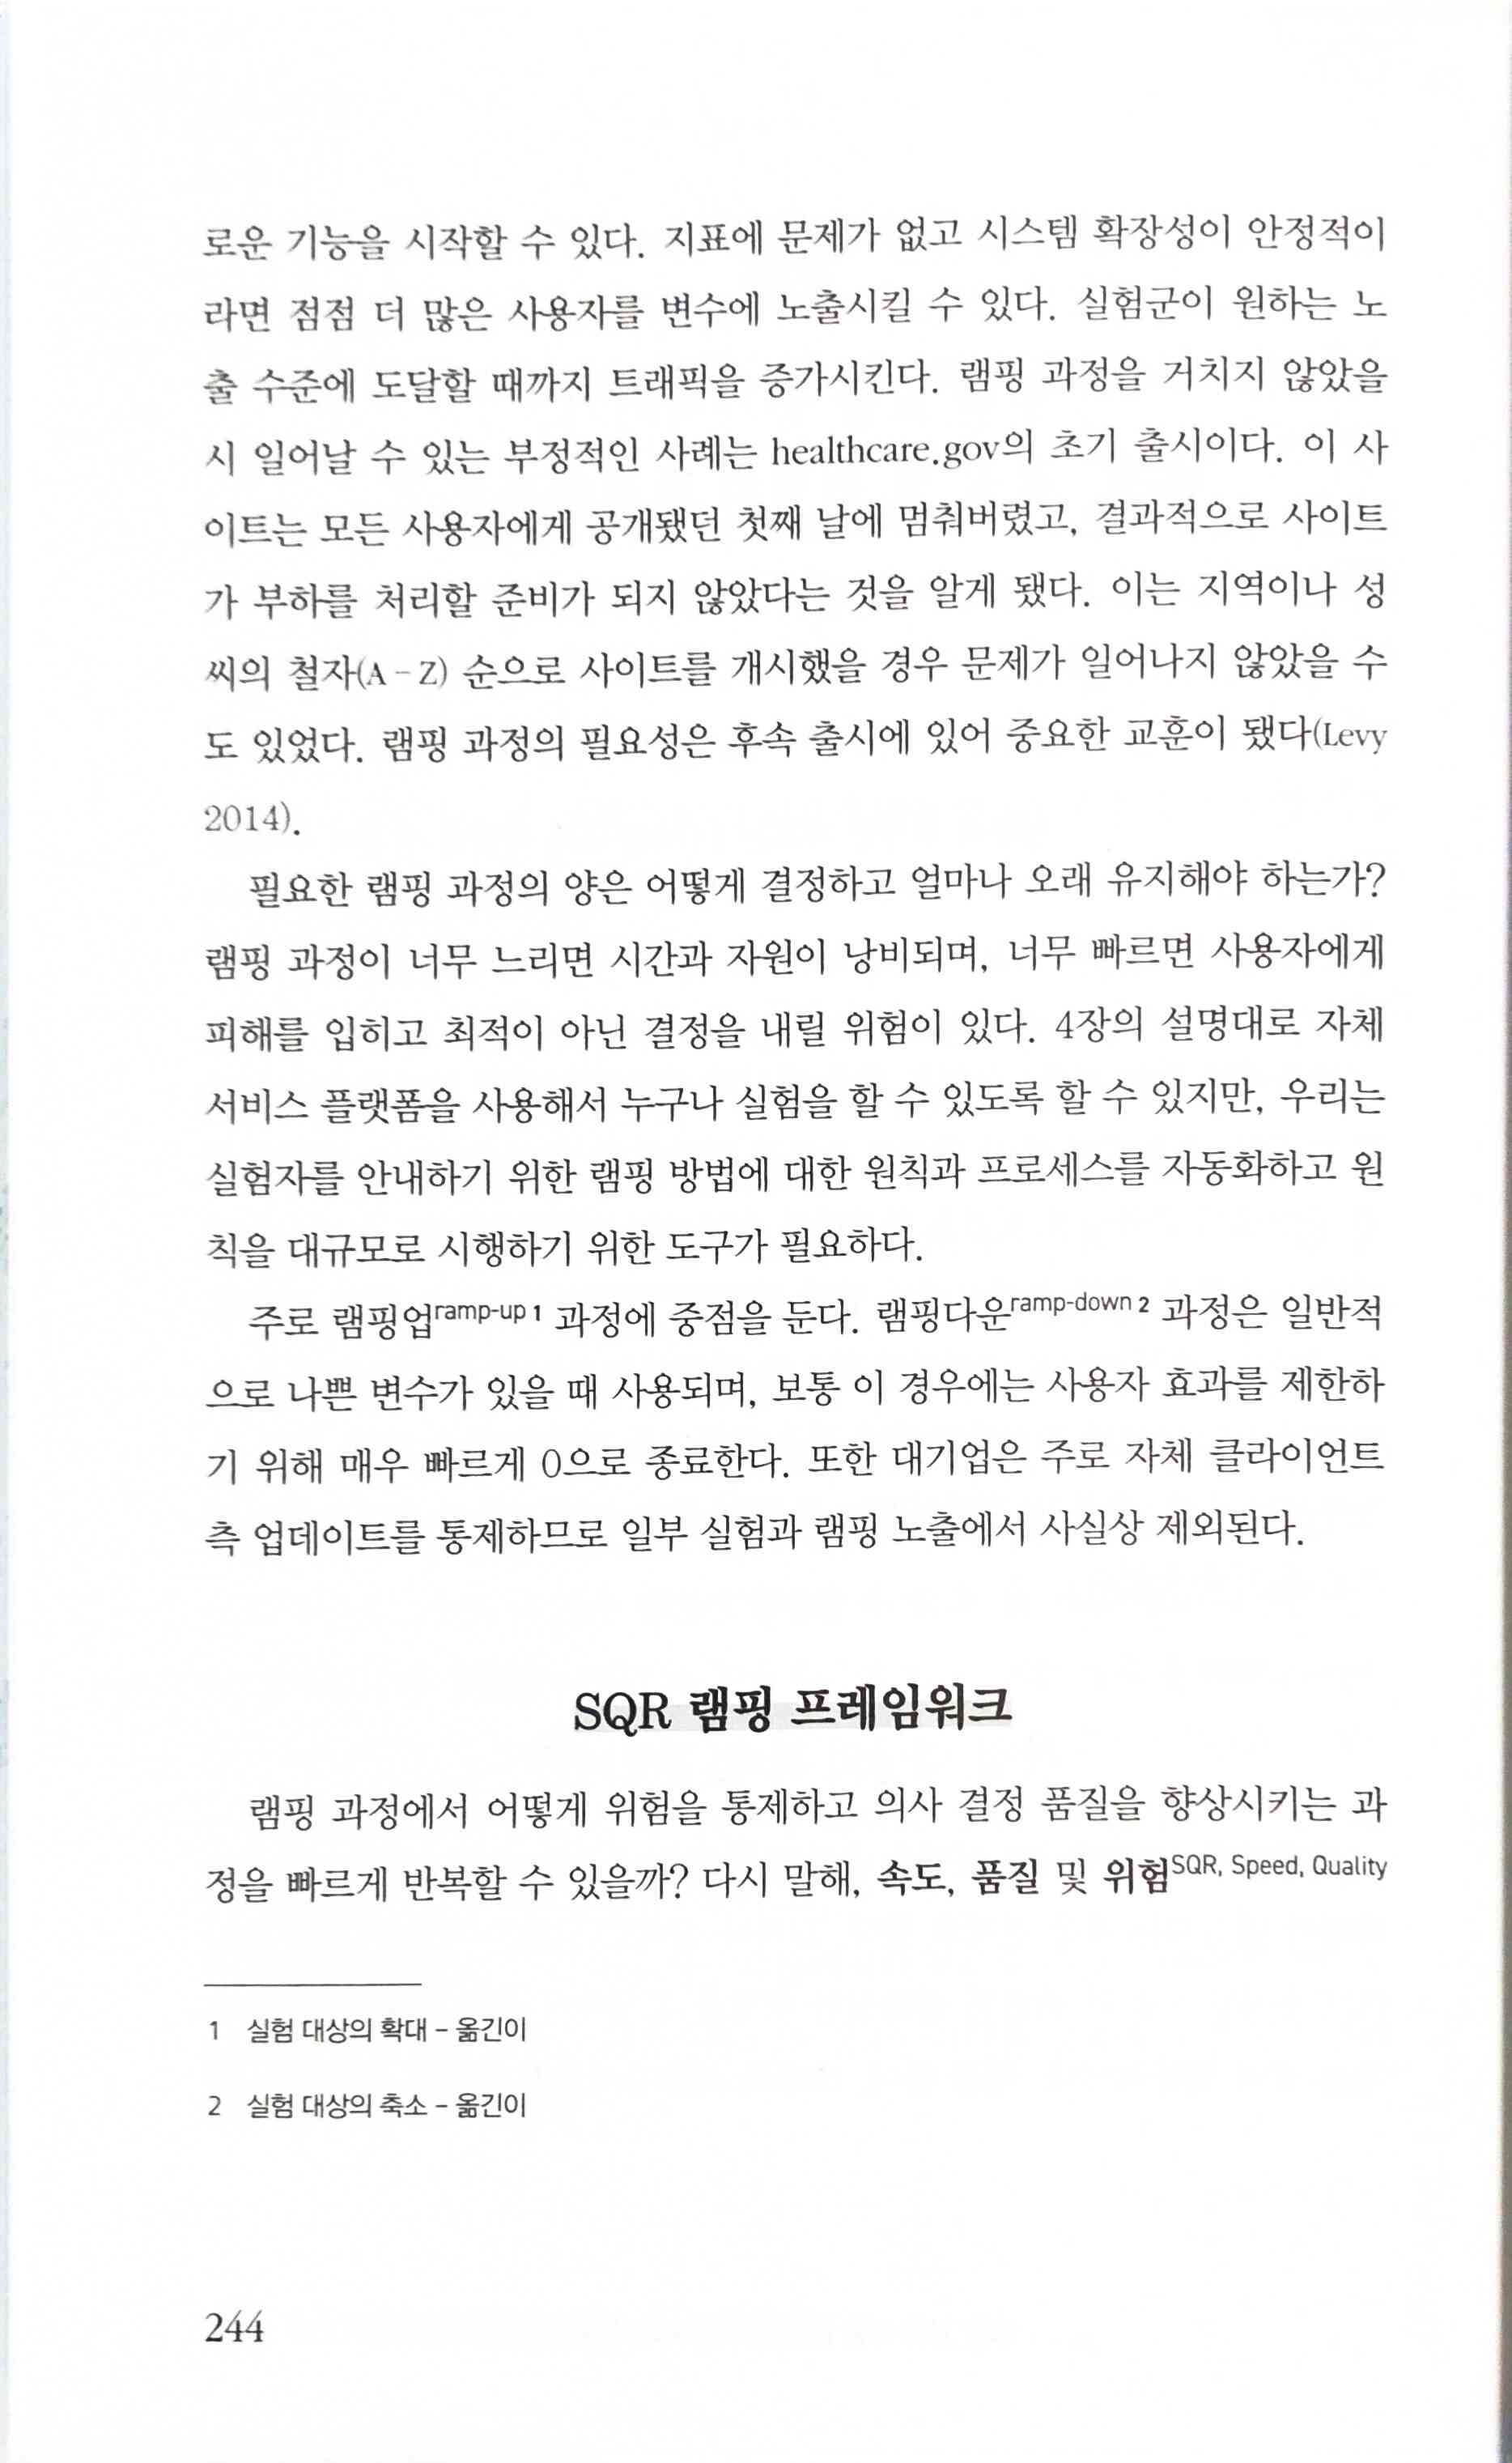 로운 기능을 시작할 수 있다. 지표에 문제가 없고 시스템 확장성이 안정적이
라면 점점 더 많은 사용자를 변수에 노출시킬 수 있다. 실험군이 원하는 노
출 수준에 도달할 때까지 트래픽을 증가시킨다. 램핑 과정을 거치지 않았을
시 일어날 수 있는 부정적인 사례는 healthcare.gov의 초기 출시이다. 이 사
이트는 모든 사용자에게 공개됐던 첫째 날에 멈춰버렸고, 결과적으로 사이트
가 부하를 처리할 준비가 되지 않았다는 것을 알게 됐다. 이는 지역이나 성
씨의 철자(A – Z) 순으로 사이트를 개시했을 경우 문제가 일어나지 않았을 수
도 있었다. 램핑 과정의 필요성은 후속 출시에 있어 중요한 교훈이 됐다(Levy
2014).
필요한 램핑 과정의 양은 어떻게 결정하고 얼마나 오래 유지해야 하는가?
램핑 과정이 너무 느리면 시간과 자원이 낭비되며, 너무 빠르면 사용자에게
피해를 입히고 최적이 아닌 결정을 내릴 위험이 있다. 4장의 설명대로 자체
서비스 플랫폼을 사용해서 누구나 실험을 할 수 있도록 할 수 있지만, 우리는
실험자를 안내하기 위한 램핑 방법에 대한 원칙과 프로세스를 자동화하고 원
칙을 대규모로 시행하기 위한 도구가 필요하다.
주로 램핑업ramp-up 1 과정에 중점을 둔다. 램핑다운ramp-down 2 과정은 일반적
으로 나쁜 변수가 있을 때 사용되며, 보통 이 경우에는 사용자 효과를 제한하
기 위해 매우 빠르게 0으로 종료한다. 또한 대기업은 주로 자체 클라이언트
측 업데이트를 통제하므로 일부 실험과 램핑 노출에서 사실상 제외된다.
SQR 램핑 프레임워크
램핑 과정에서 어떻게 위험을 통제하고 의사 결정 품질을 향상시키는 과
정을 빠르게 반복할 수 있을까? 다시 말해, 속도, 품질 및 위험SQR, Speed, Quality
1 실험 대상의 확대 – 옮긴이
2 실험 대상의 축소 – 옮긴이
244